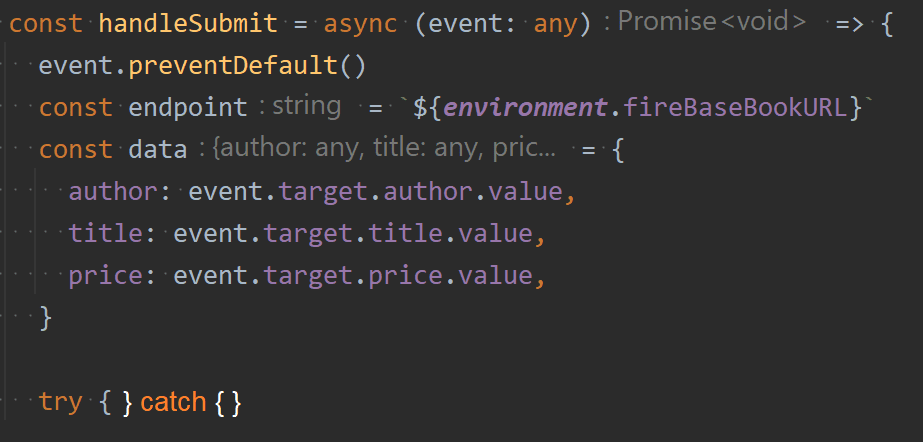 const handleSubmit = async (event: any) : Promise<void> => {
event.preventDefault()
const endpoint : string = `${environment.fireBaseBookURL}`
const data : {author: any, title: any, pric... = {
author: event.target.author.value,
title: event.target.title.value,
price: event.target.price.value,
}
try { } catch { }